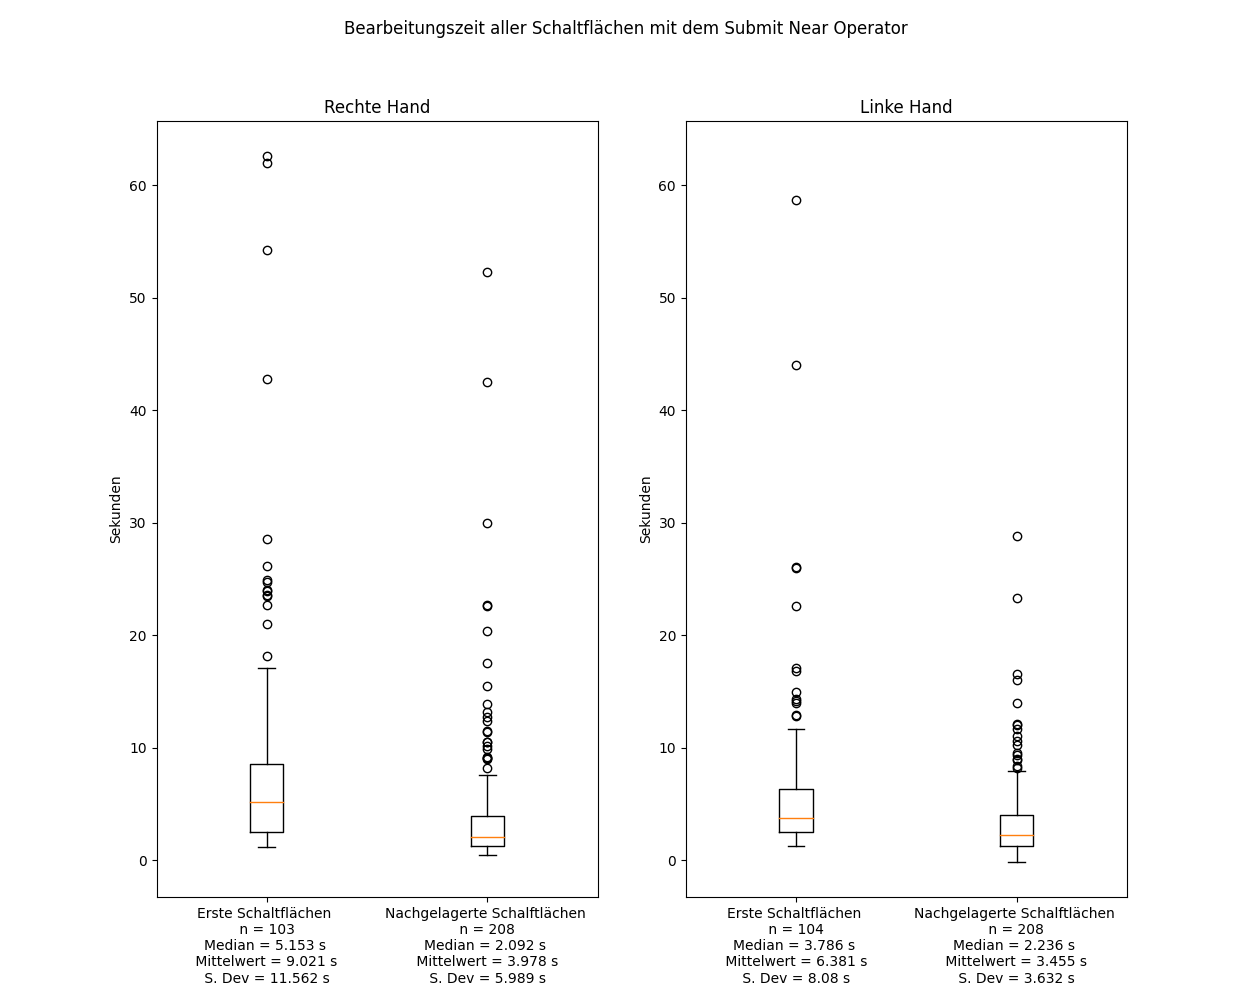 Bearbeitungszeit aller Schaltflächen mit dem Submit Near Operator
Rechte Hand
Sekunden
60
50
40
30
20
10
0
Erste Schaltflächen
n = 103
Median = 5.153 s
Mittelwert = 9.021 s
S. Dev = 11.562 s
Nachgelagerte Schalftlächen
n = 208
Median = 2.092 s
Mittelwert = 3.978 s
S. Dev = 5.989 s
Linke Hand
Sekunden
60
50
40
30
20
10
0
Erste Schaltflächen
n = 104
Median = 3.786 s
Mittelwert = 6.381 s
S. Dev = 8.08 s
Nachgelagerte Schalftlächen
n = 208
Median = 2.236 s
Mittelwert = 3.455 s
S. Dev = 3.632 s